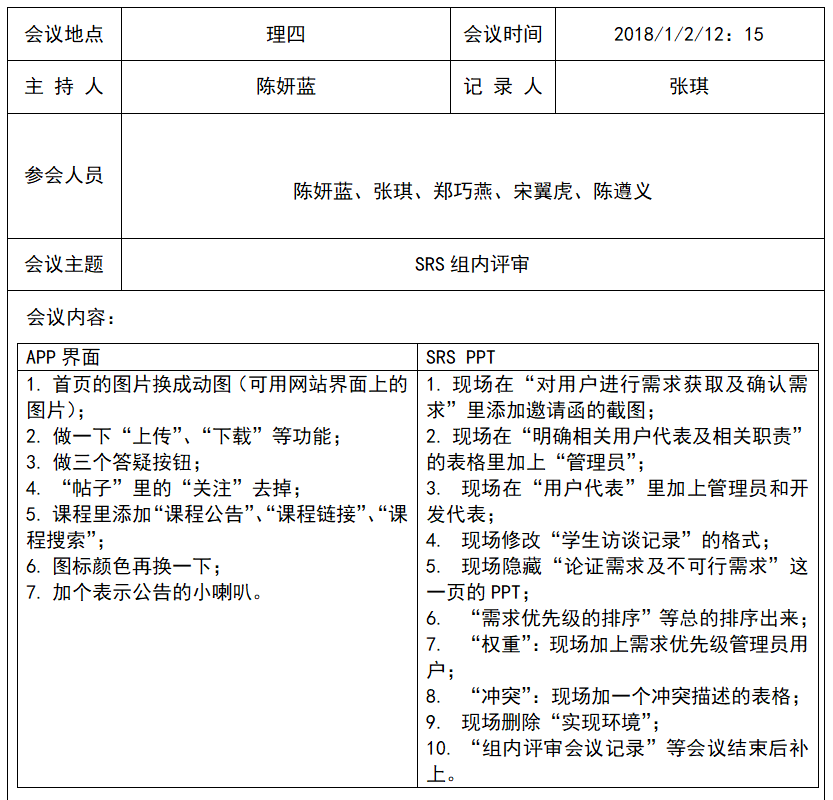 会议地点 理四 会议时间 2018/1/2/12：15
主 持 人 陈妍蓝 记 录 人 张琪
参会人员 陈妍蓝、张琪、郑巧燕、宋翼虎、陈遵义
会议主题 SRS 组内评审
会议内容：
APP 界面
1. 首页的图片换成动图（可用网站界面上的
图片）；
2. 做一下“上传”、“下载”等功能；
3. 做三个答疑按钮；
4. “帖子”里的“关注”去掉；
5. 课程里添加“课程公告”、“课程链接”、“课
程搜索”；
6. 图标颜色再换一下；
7. 加个表示公告的小喇叭。
SRS PPT
1. 现场在“对用户进行需求获取及确认需
求”里添加邀请函的截图；
2. 现场在“明确相关用户代表及相关职责”
的表格里加上“管理员”；
3. 现场在“用户代表”里加上管理员和开
发代表；
4. 现场修改“学生访谈记录”的格式；
5. 现场隐藏“论证需求及不可行需求”这
一页的 PPT；
6. “需求优先级的排序”等总的排序出来；
7. “权重”：现场加上需求优先级管理员用
户；
8. “冲突”：现场加一个冲突描述的表格；
9. 现场删除“实现环境”；
10. “组内评审会议记录”等会议结束后补
上。